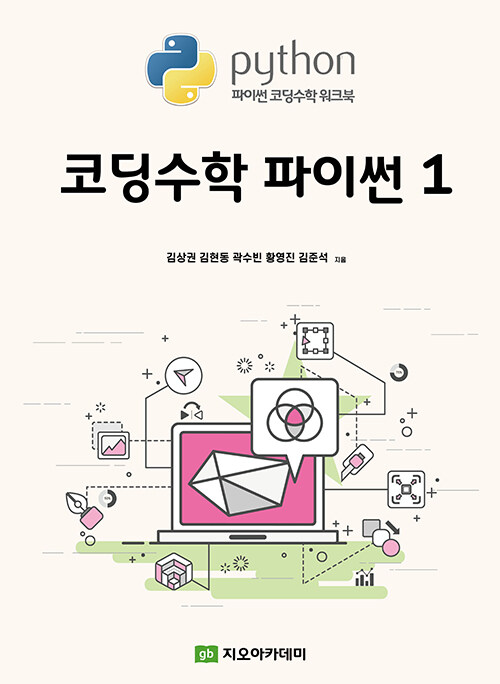 python
파이썬 코딩수학 워크북
코딩수학 파이썬 1
김상권 김현동 곽수빈 황영진 김준석 지음
gb 지오아카데미